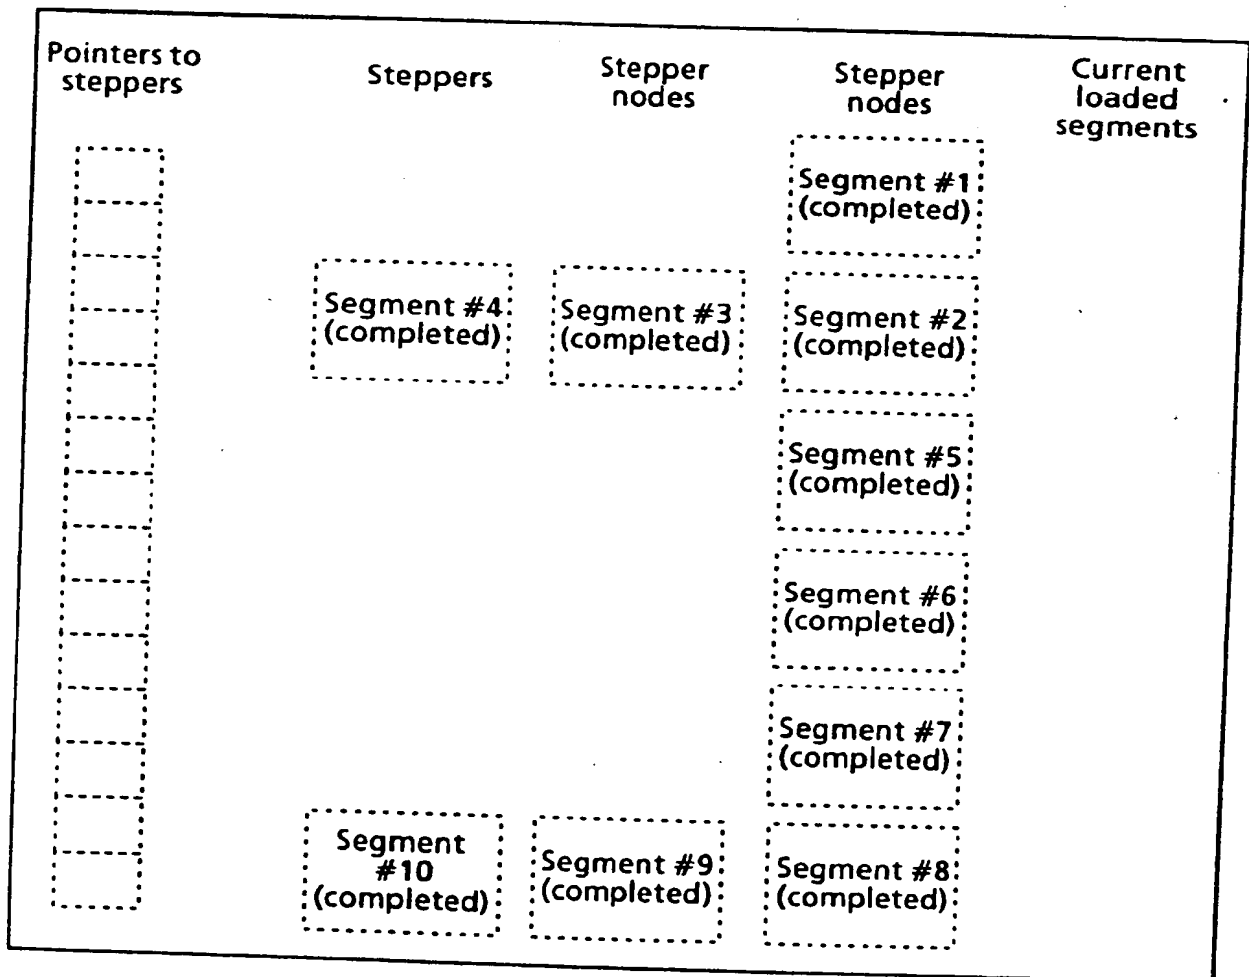 Pointers to
steppers
Steppers
Stepper
nodes
Stepper
nodes
Current
loaded
segments
Segment #1
(completed)
Segment #4
(completed)
Segment #3
(completed)
Segment #2
(completed)
Segment #5
(completed)
Segment #6
(completed)
Segment #7
(completed)
Segment
#10
(completed)
Segment #9
(completed)
Segment #8
(completed)